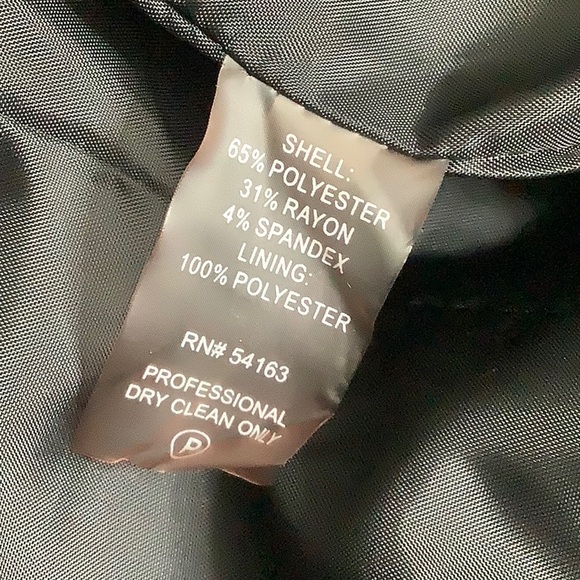 SHELL:
65% POLYESTER
31% RAYON
4% SPANDEX
LINING:
100% POLYESTER
RN# 54163
PROFESSIONAL
DRY CLEAN ONLY
P